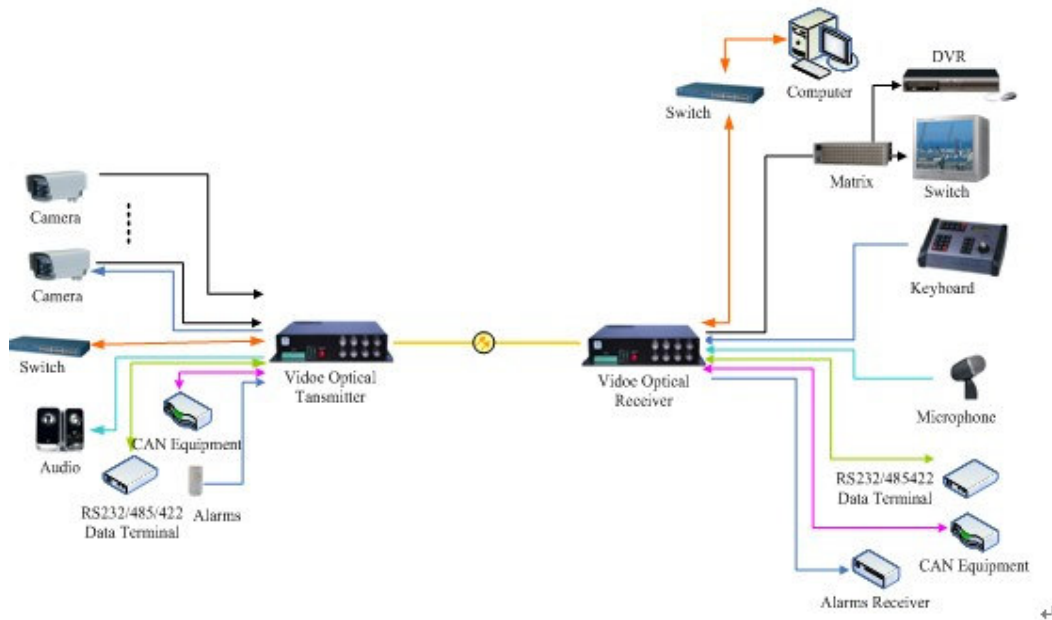 Computer
DVR
Switch
Matrix
Switch
Camera
Camera
Keyboard
Switch
Vidoe Optical
Tansmitter
Vidoe Optical
Receiver
Microphone
CAN Equipment
Audio
RS232/485/422
Data Terminal
Alarms
RS232/485422
Data Terminal
CAN Equipment
Alarms Receiver